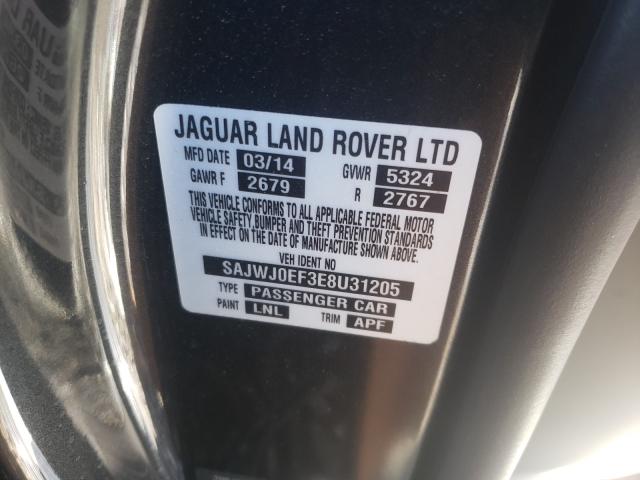 JAGUAR LAND ROVER LTD
MFD DATE 03/14 GVWR 5324
GAWR F 2679 R 2767
THIS VEHICLE CONFORMS TO ALL APPLICABLE FEDERAL MOTOR
VEHICLE SAFETY, BUMPER AND THEFT PREVENTION STANDARDS
IN EFFECT ON THE DATE OF MANUFACTURE SHOWN ABOVE.
VEH IDENT NO
SAJWJ0EF3E8U31205
TYPE PASSENGER CAR
PAINT LNL TRIM APF